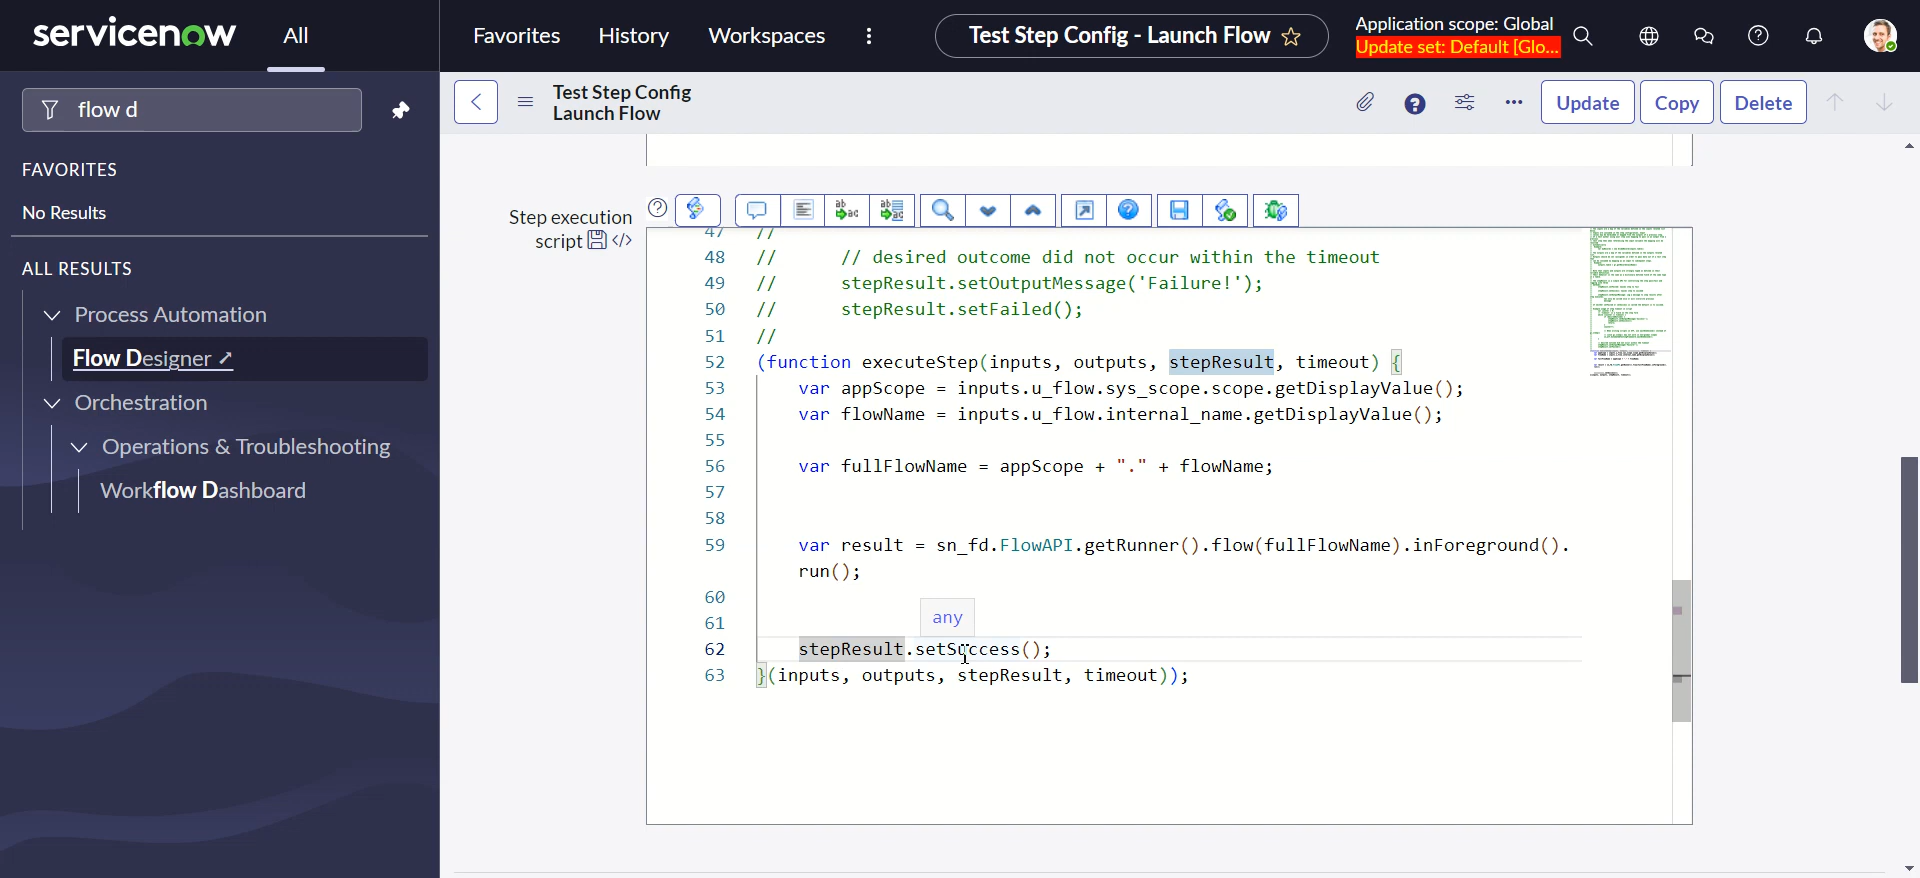 servicenow
All
Favorites
History
Workspaces
Test Step Config - Launch Flow
Application scope: Global
Update set: Default [Glo...
flow d
FAVORITES
No Results
ALL RESULTS
Process Automation
Flow Designer ↗
Orchestration
Operations & Troubleshooting
Workflow Dashboard
Test Step Config
Launch Flow
Update
Copy
Delete
Step execution
script </>
47 //
48 //      // desired outcome did not occur within the timeout
49 //      stepResult.setOutputMessage('Failure!');
50 //      stepResult.setFailed();
51 //
52 (function executeStep(inputs, outputs, stepResult, timeout) {
53     var appScope = inputs.u_flow.sys_scope.scope.getDisplayValue();
54     var flowName = inputs.u_flow.internal_name.getDisplayValue();
55
56     var fullFlowName = appScope + "." + flowName;
57
58
59     var result = sn_fd.FlowAPI.getRunner().flow(fullFlowName).inForeground().
run();
60
any
61
62     stepResult.setSuccess();
63 }(inputs, outputs, stepResult, timeout));